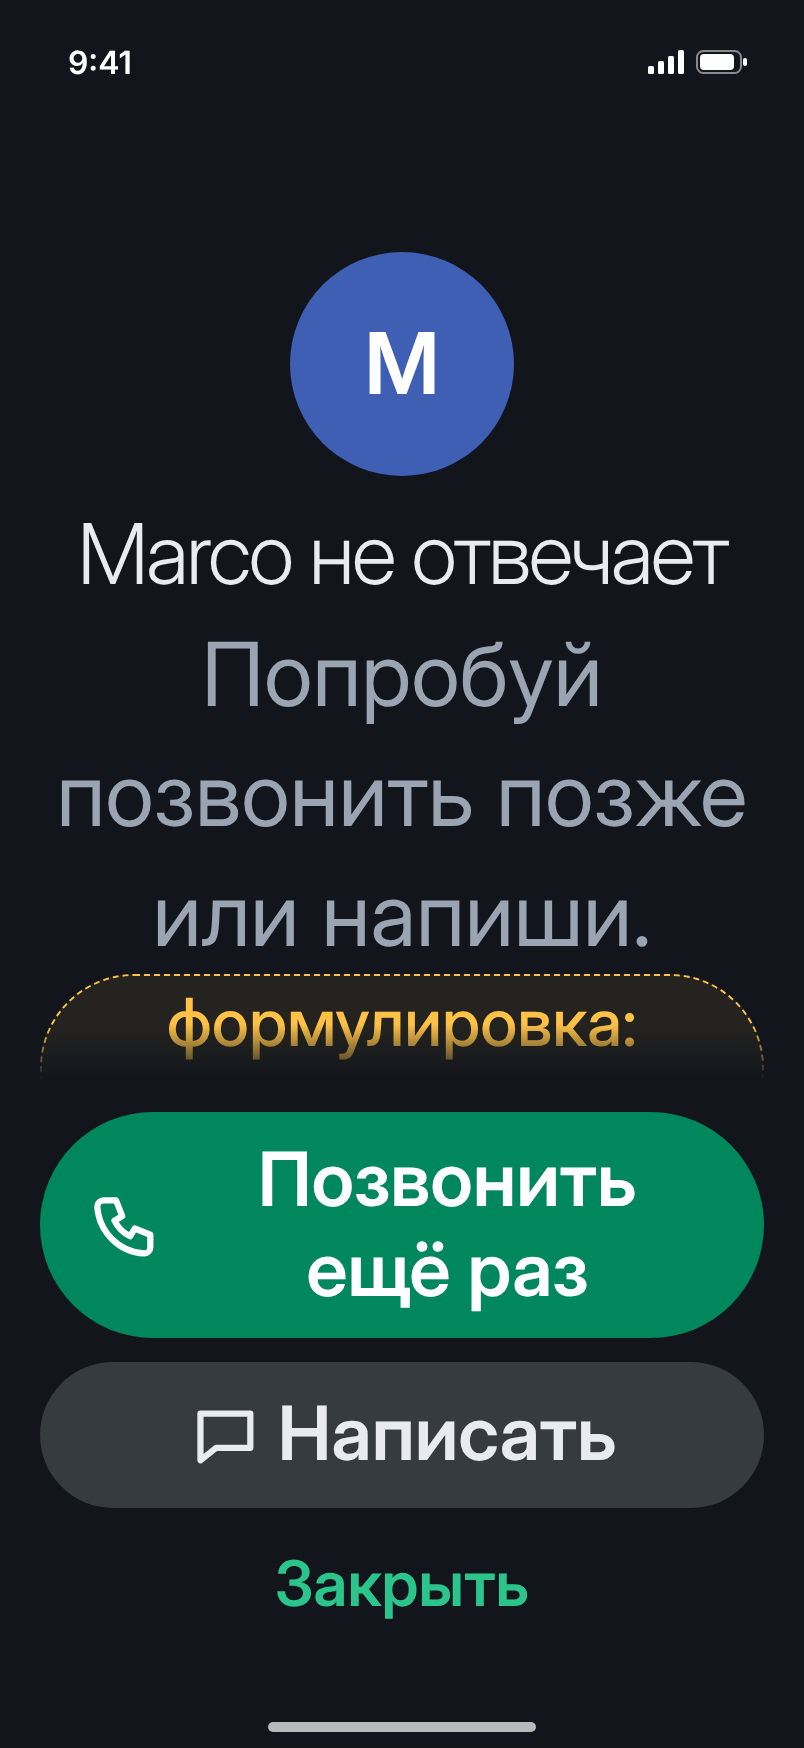 9:41
M
Marco не отвечает
Попробуй
позвонить позже
или напиши.
формулировка:
Позвонить
ещё раз
Написать
Закрыть